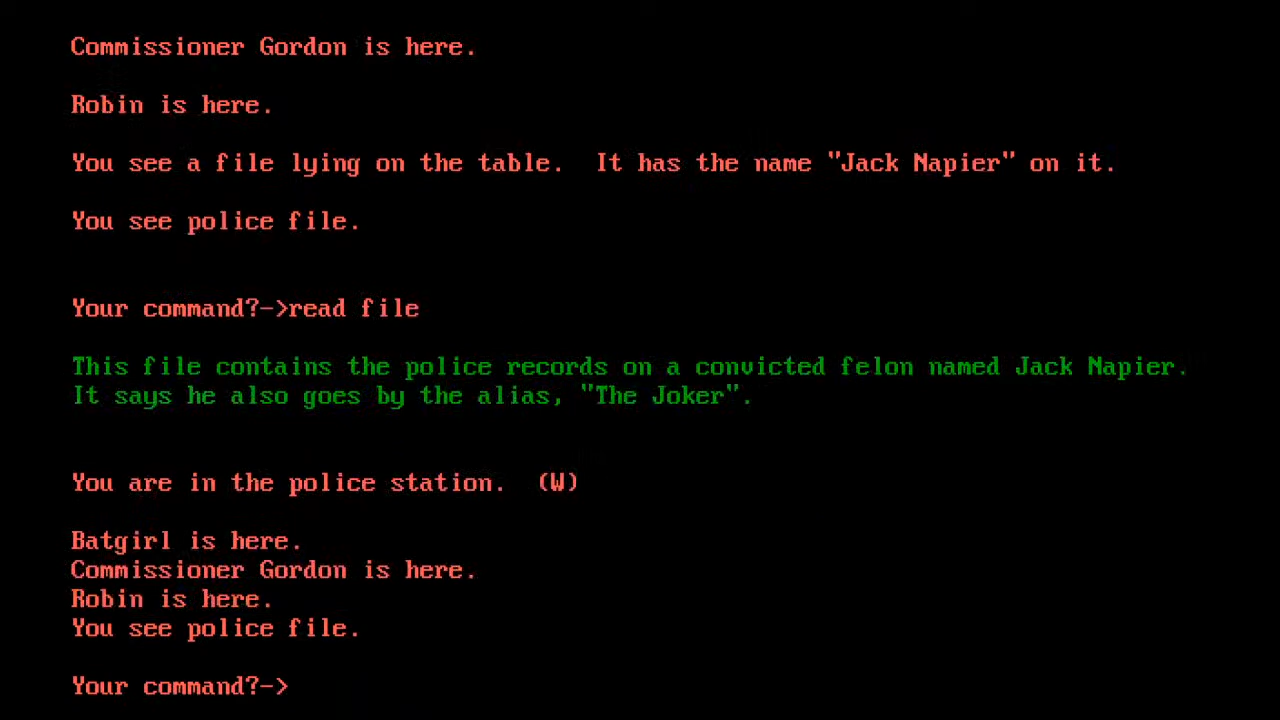 Commissioner Gordon is here.
Robin is here.
You see a file lying on the table.  It has the name "Jack Napier" on it.
You see police file.
Your command?->read file
This file contains the police records on a convicted felon named Jack Napier.
It says he also goes by the alias, "The Joker".
You are in the police station.  (W)
Batgirl is here.
Commissioner Gordon is here.
Robin is here.
You see police file.
Your command?->